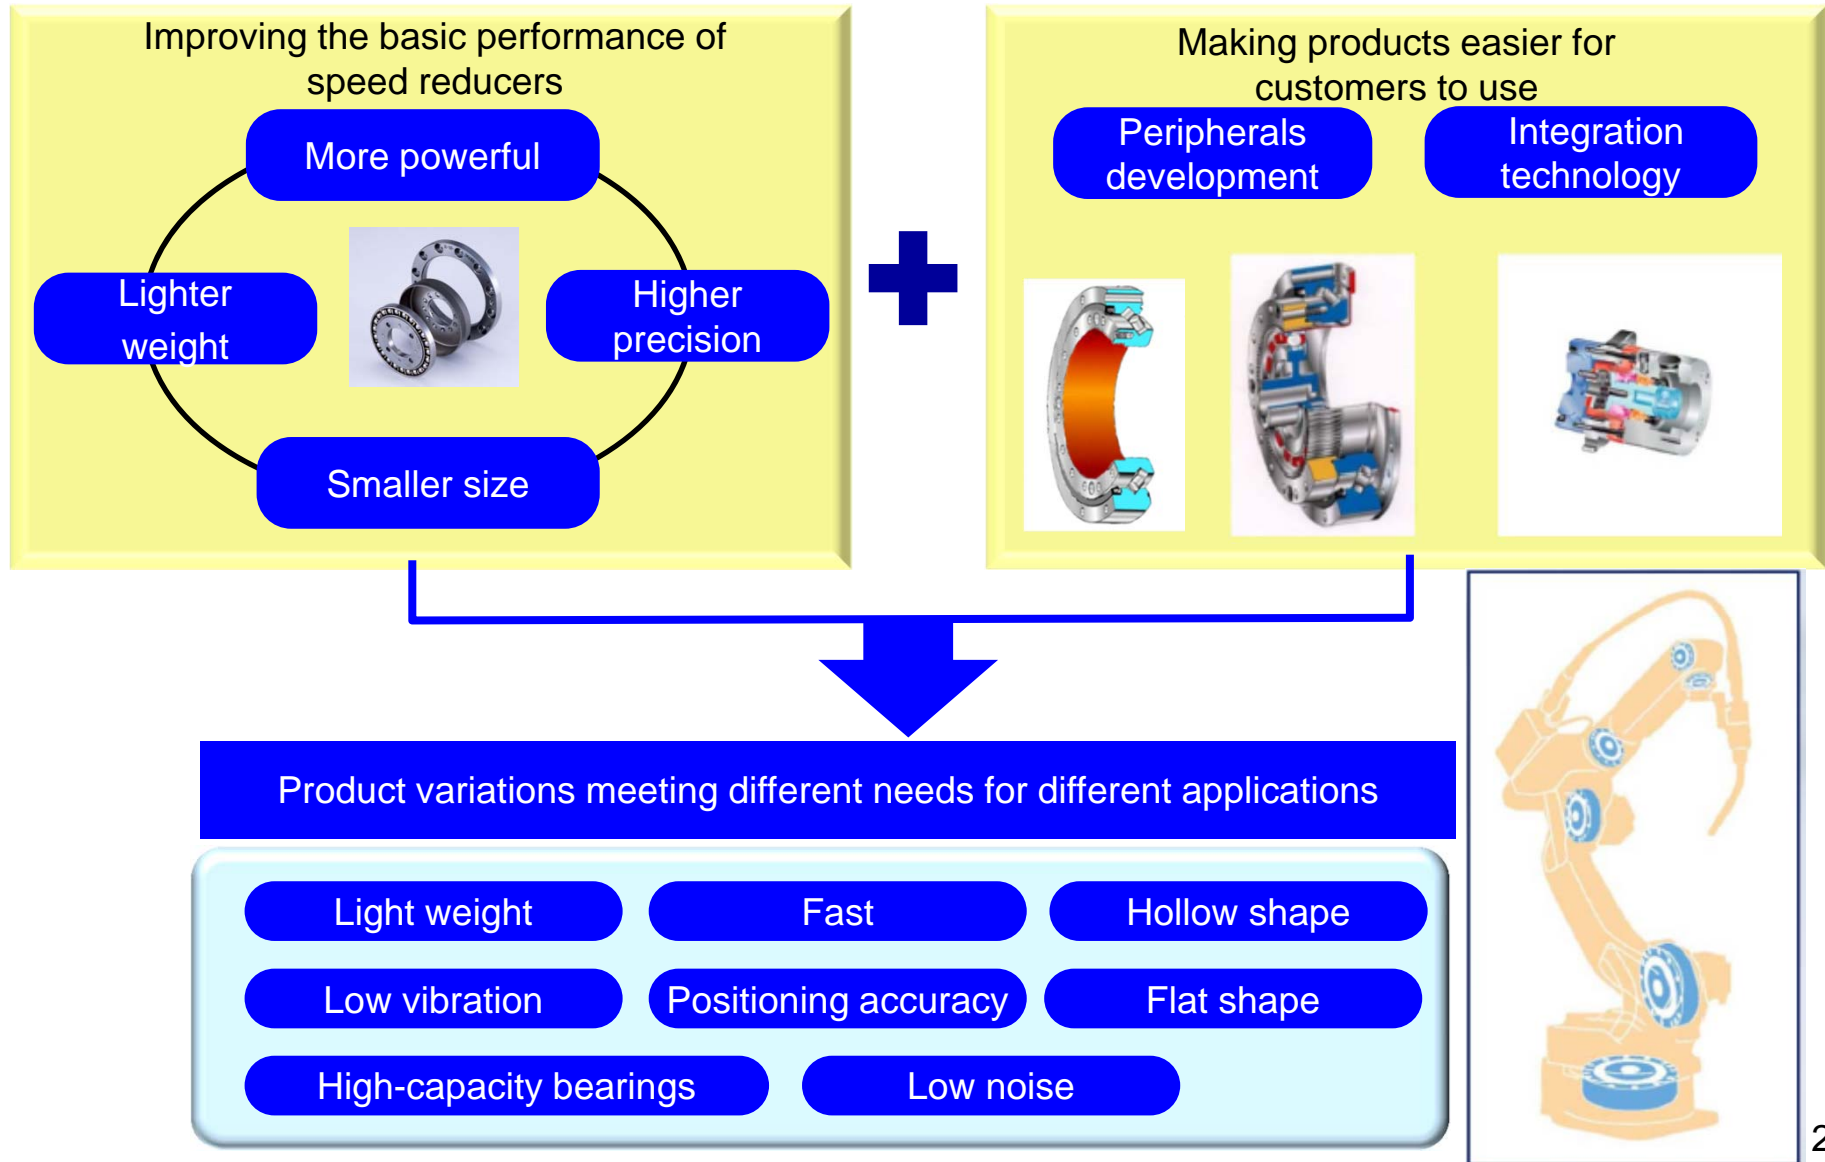 Improving the basic performance of
speed reducers
More powerful
Lighter
weight
Higher
precision
Smaller size
Making products easier for
customers to use
Peripherals
development
Integration
technology
Product variations meeting different needs for different applications
Light weight
Fast
Hollow shape
Low vibration
Positioning accuracy
Flat shape
High-capacity bearings
Low noise
2